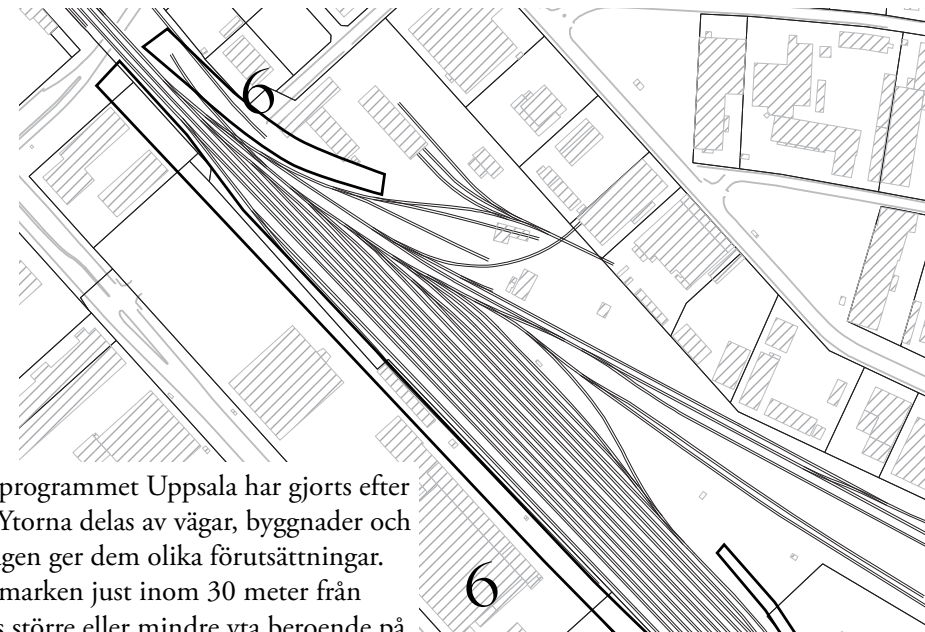 6
programmet Uppsala har gjorts efter
Ytorna delas av vägar, byggnader och
gen ger dem olika förutsättningar.
marken just inom 30 meter från
s större eller mindre yta beroende på
6